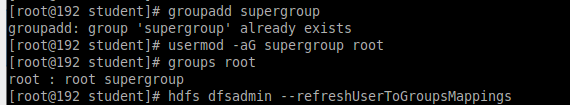 [root@192 student]# groupadd supergroup
groupadd: group 'supergroup' already exists
[root@192 student]# usermod -aG supergroup root
[root@192 student]# groups root
root : root supergroup
[root@192 student]# hdfs dfsadmin --refreshUserToGroupsMappings